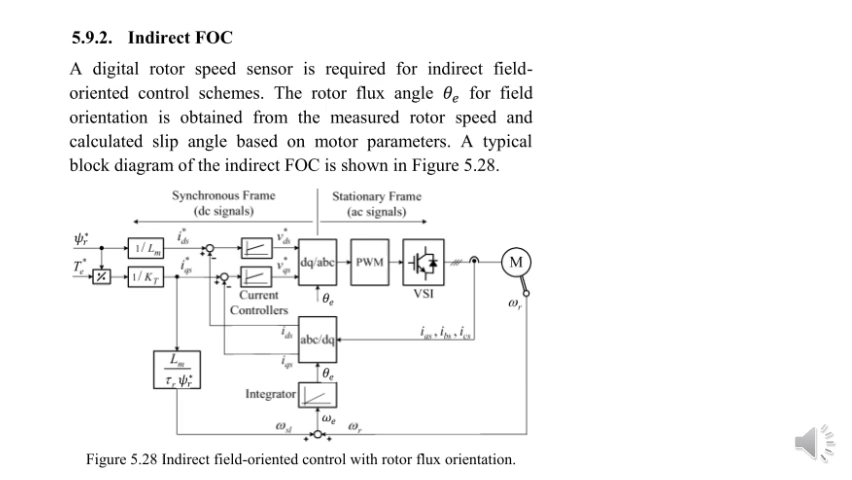 5.9.2. Indirect FOC
A digital rotor speed sensor is required for indirect field-
oriented control schemes. The rotor flux angle θe for field
orientation is obtained from the measured rotor speed and
calculated slip angle based on motor parameters. A typical
block diagram of the indirect FOC is shown in Figure 5.28.
Synchronous Frame
(dc signals)
Stationary Frame
(ac signals)
ψr*
1/Lm
ids*
vds*
Te*
%
1/KT
iqs*
vqs*
dq/abc
PWM
VSI
M
Current
Controllers
θe
ωr
ids
abc/dq
ias, ibs, ics
iqs
Lm
τr ψr*
θe
Integrator
ωe
ωsl
ωr
Figure 5.28 Indirect field-oriented control with rotor flux orientation.